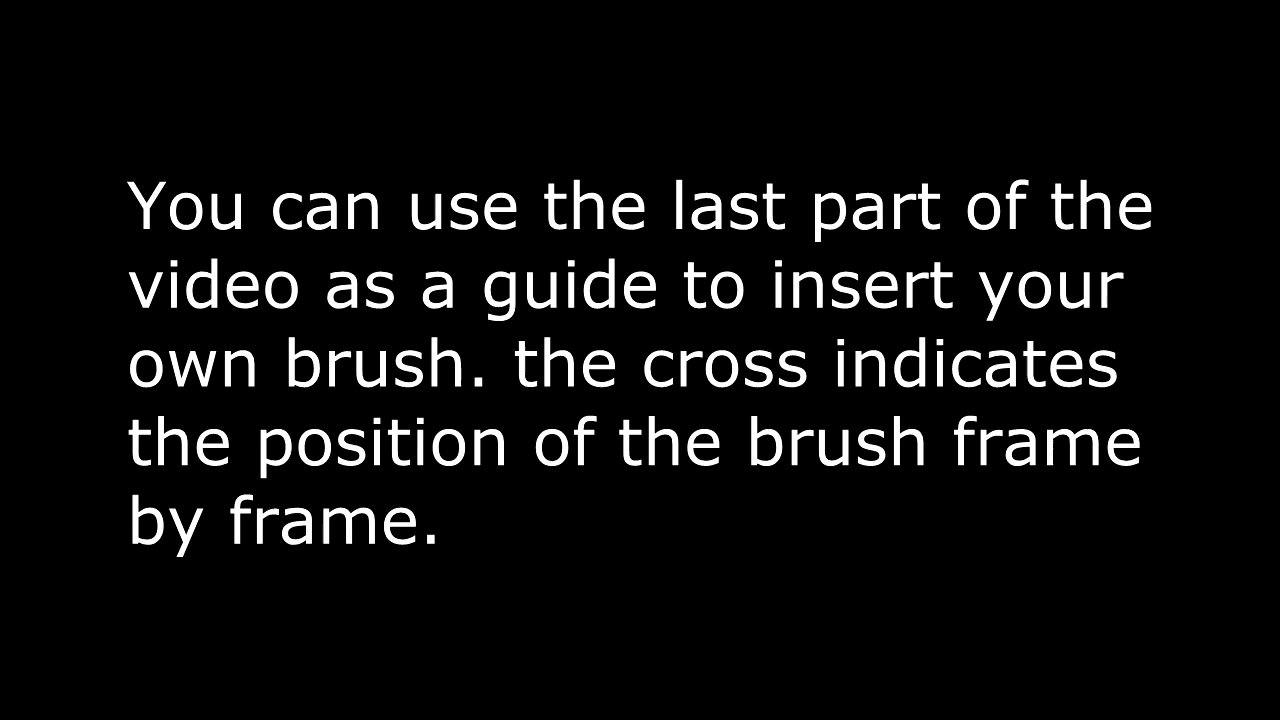 You can use the last part of the
video as a guide to insert your
own brush. the cross indicates
the position of the brush frame
by frame.